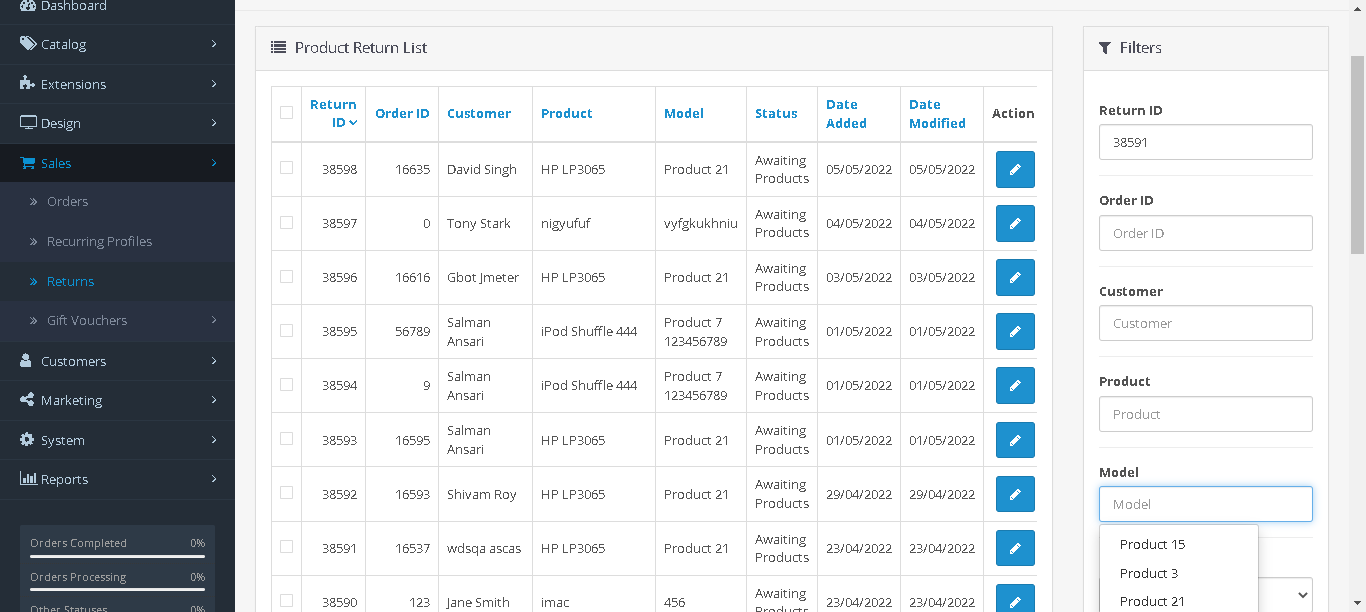 Dashboard
Catalog
Extensions
Design
Sales
Orders
Recurring Profiles
Returns
Gift Vouchers
Customers
Marketing
System
Reports
Orders Completed 0%
Orders Processing 0%
Other Statuses 0%
Product Return List
Return ID Order ID Customer Product Model Status Date Added Date Modified Action
38598 16635 David Singh HP LP3065 Product 21 Awaiting Products 05/05/2022 05/05/2022
38597 0 Tony Stark nigyufuf vyfgkukhniu Awaiting Products 04/05/2022 04/05/2022
38596 16616 Gbot Jmeter HP LP3065 Product 21 Awaiting Products 03/05/2022 03/05/2022
38595 56789 Salman Ansari iPod Shuffle 444 Product 7 123456789 Awaiting Products 01/05/2022 01/05/2022
38594 9 Salman Ansari iPod Shuffle 444 Product 7 123456789 Awaiting Products 01/05/2022 01/05/2022
38593 16595 Salman Ansari HP LP3065 Product 21 Awaiting Products 01/05/2022 01/05/2022
38592 16593 Shivam Roy HP LP3065 Product 21 Awaiting Products 29/04/2022 29/04/2022
38591 16537 wdsqa ascas HP LP3065 Product 21 Awaiting Products 23/04/2022 23/04/2022
38590 123 Jane Smith imac 456 Awaiting Products 23/04/2022 23/04/2022
Filters
Return ID
38591
Order ID
Order ID
Customer
Customer
Product
Product
Model
Model
Product 15
Product 3
Product 21